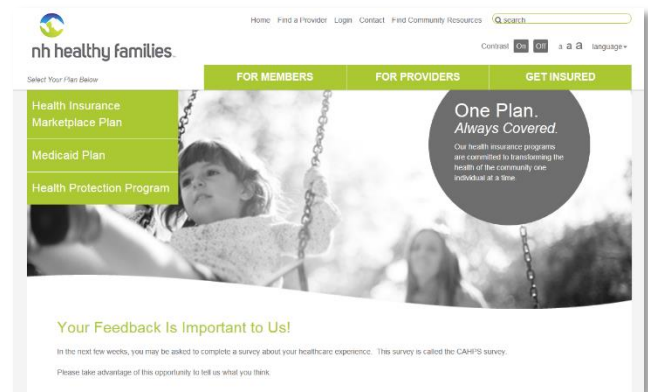 Home Find a Provider Login Contact Find Community Resources search
nh healthy families.
Contrast On Off a a a language
Select Your Plan Below
FOR MEMBERS FOR PROVIDERS GET INSURED
Health Insurance
Marketplace Plan
Medicaid Plan
Health Protection Program
One Plan.
Always Covered.
Our health insurance programs
are committed to transforming the
health of the community one
individual at a time.
Your Feedback Is Important to Us!
In the next few weeks, you may be asked to complete a survey about your healthcare experience. This survey is called the CAHPS survey.
Please take advantage of this opportunity to tell us what you think.